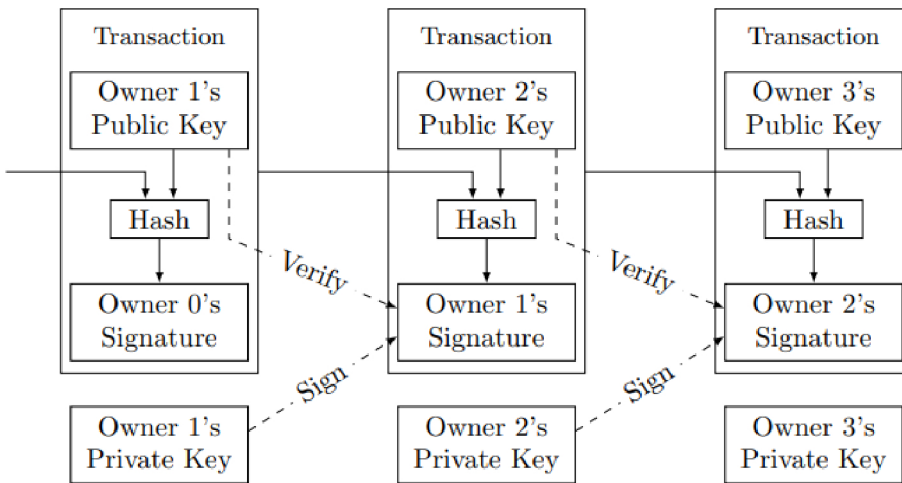 Transaction
Owner 1's
Public Key
Hash
Owner 0's
Signature
Transaction
Owner 2's
Public Key
Hash
Owner 1's
Signature
Transaction
Owner 3's
Public Key
Hash
Owner 2's
Signature
Verify
Verify
Sign
Sign
Owner 1's
Private Key
Owner 2's
Private Key
Owner 3's
Private Key